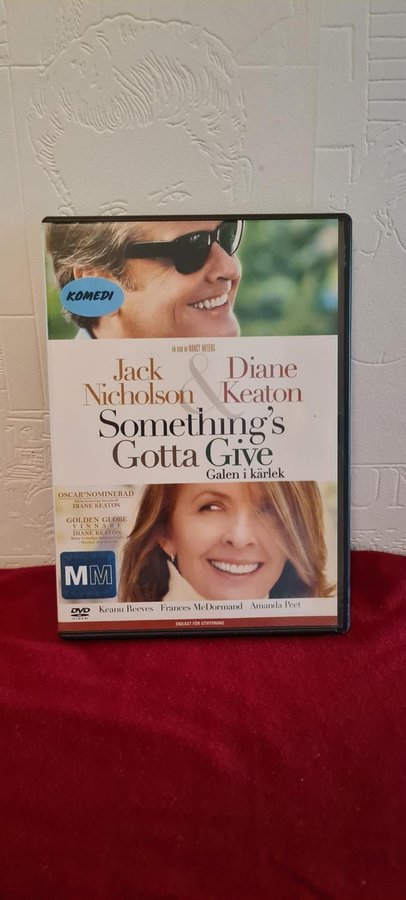 KOMEDI
EN FILM AV NANCY MEYERS
Jack Nicholson & Diane Keaton
Something's
Gotta Give
Galen i kärlek
OSCAR® NOMINERAD
DIANE KEATON
GOLDEN GLOBE
VINNARE
DIANE KEATON
MM
DVD
VIDEO
Keanu Reeves Frances McDormand Amanda Peet
ENDAST FÖR UTHYRNING